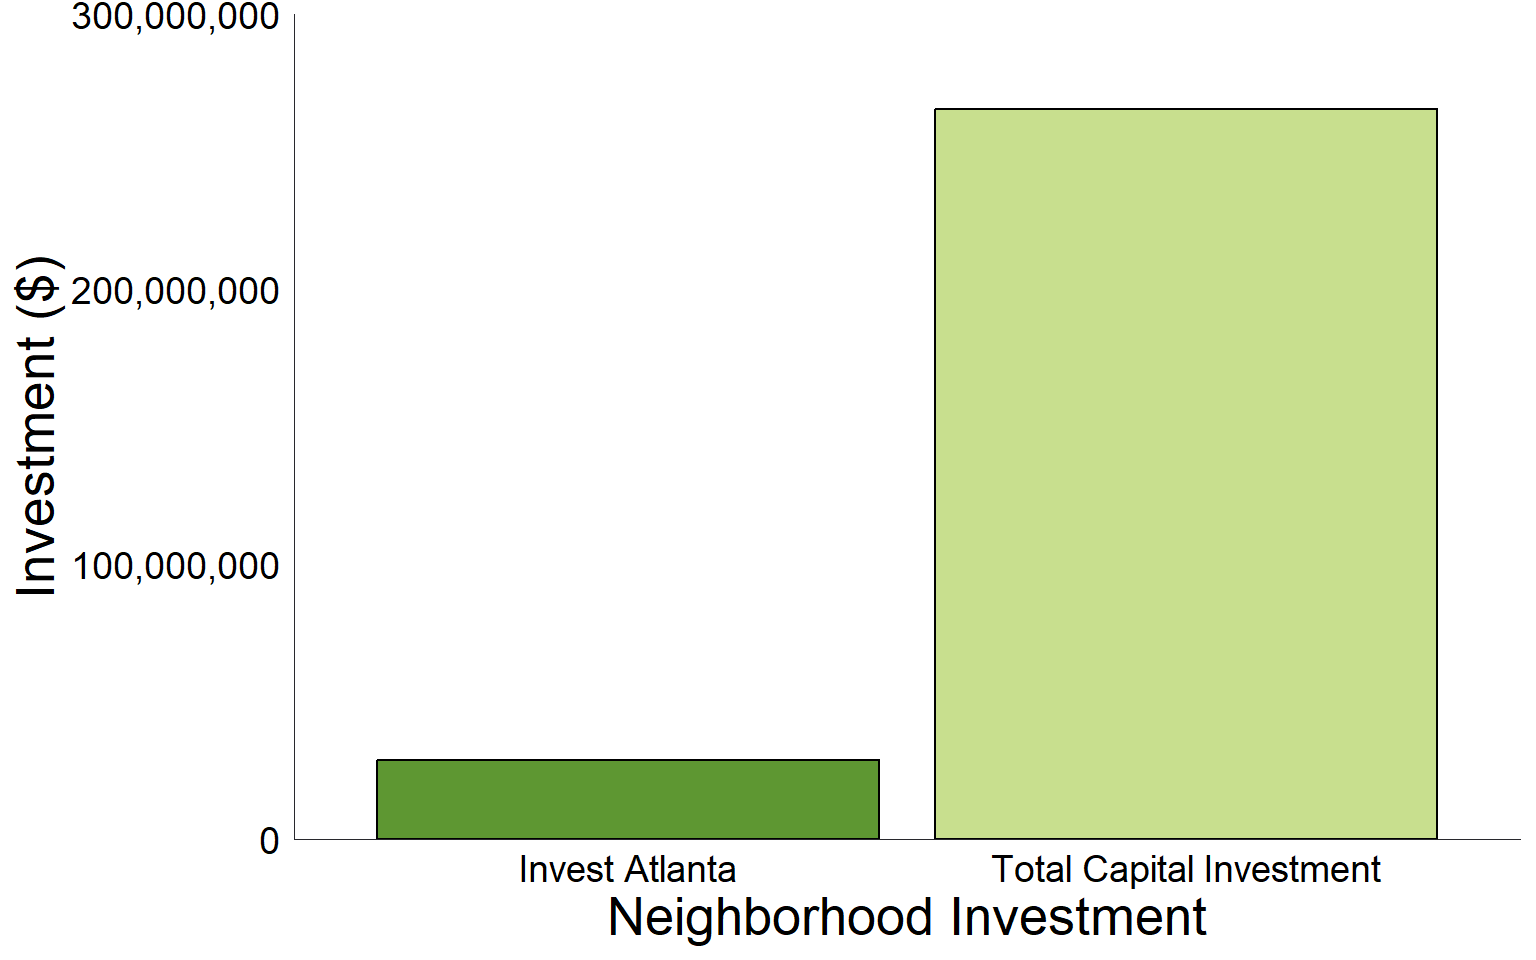 300,000,000
200,000,000
100,000,000
0
Investment ($)
Invest Atlanta
Total Capital Investment
Neighborhood Investment